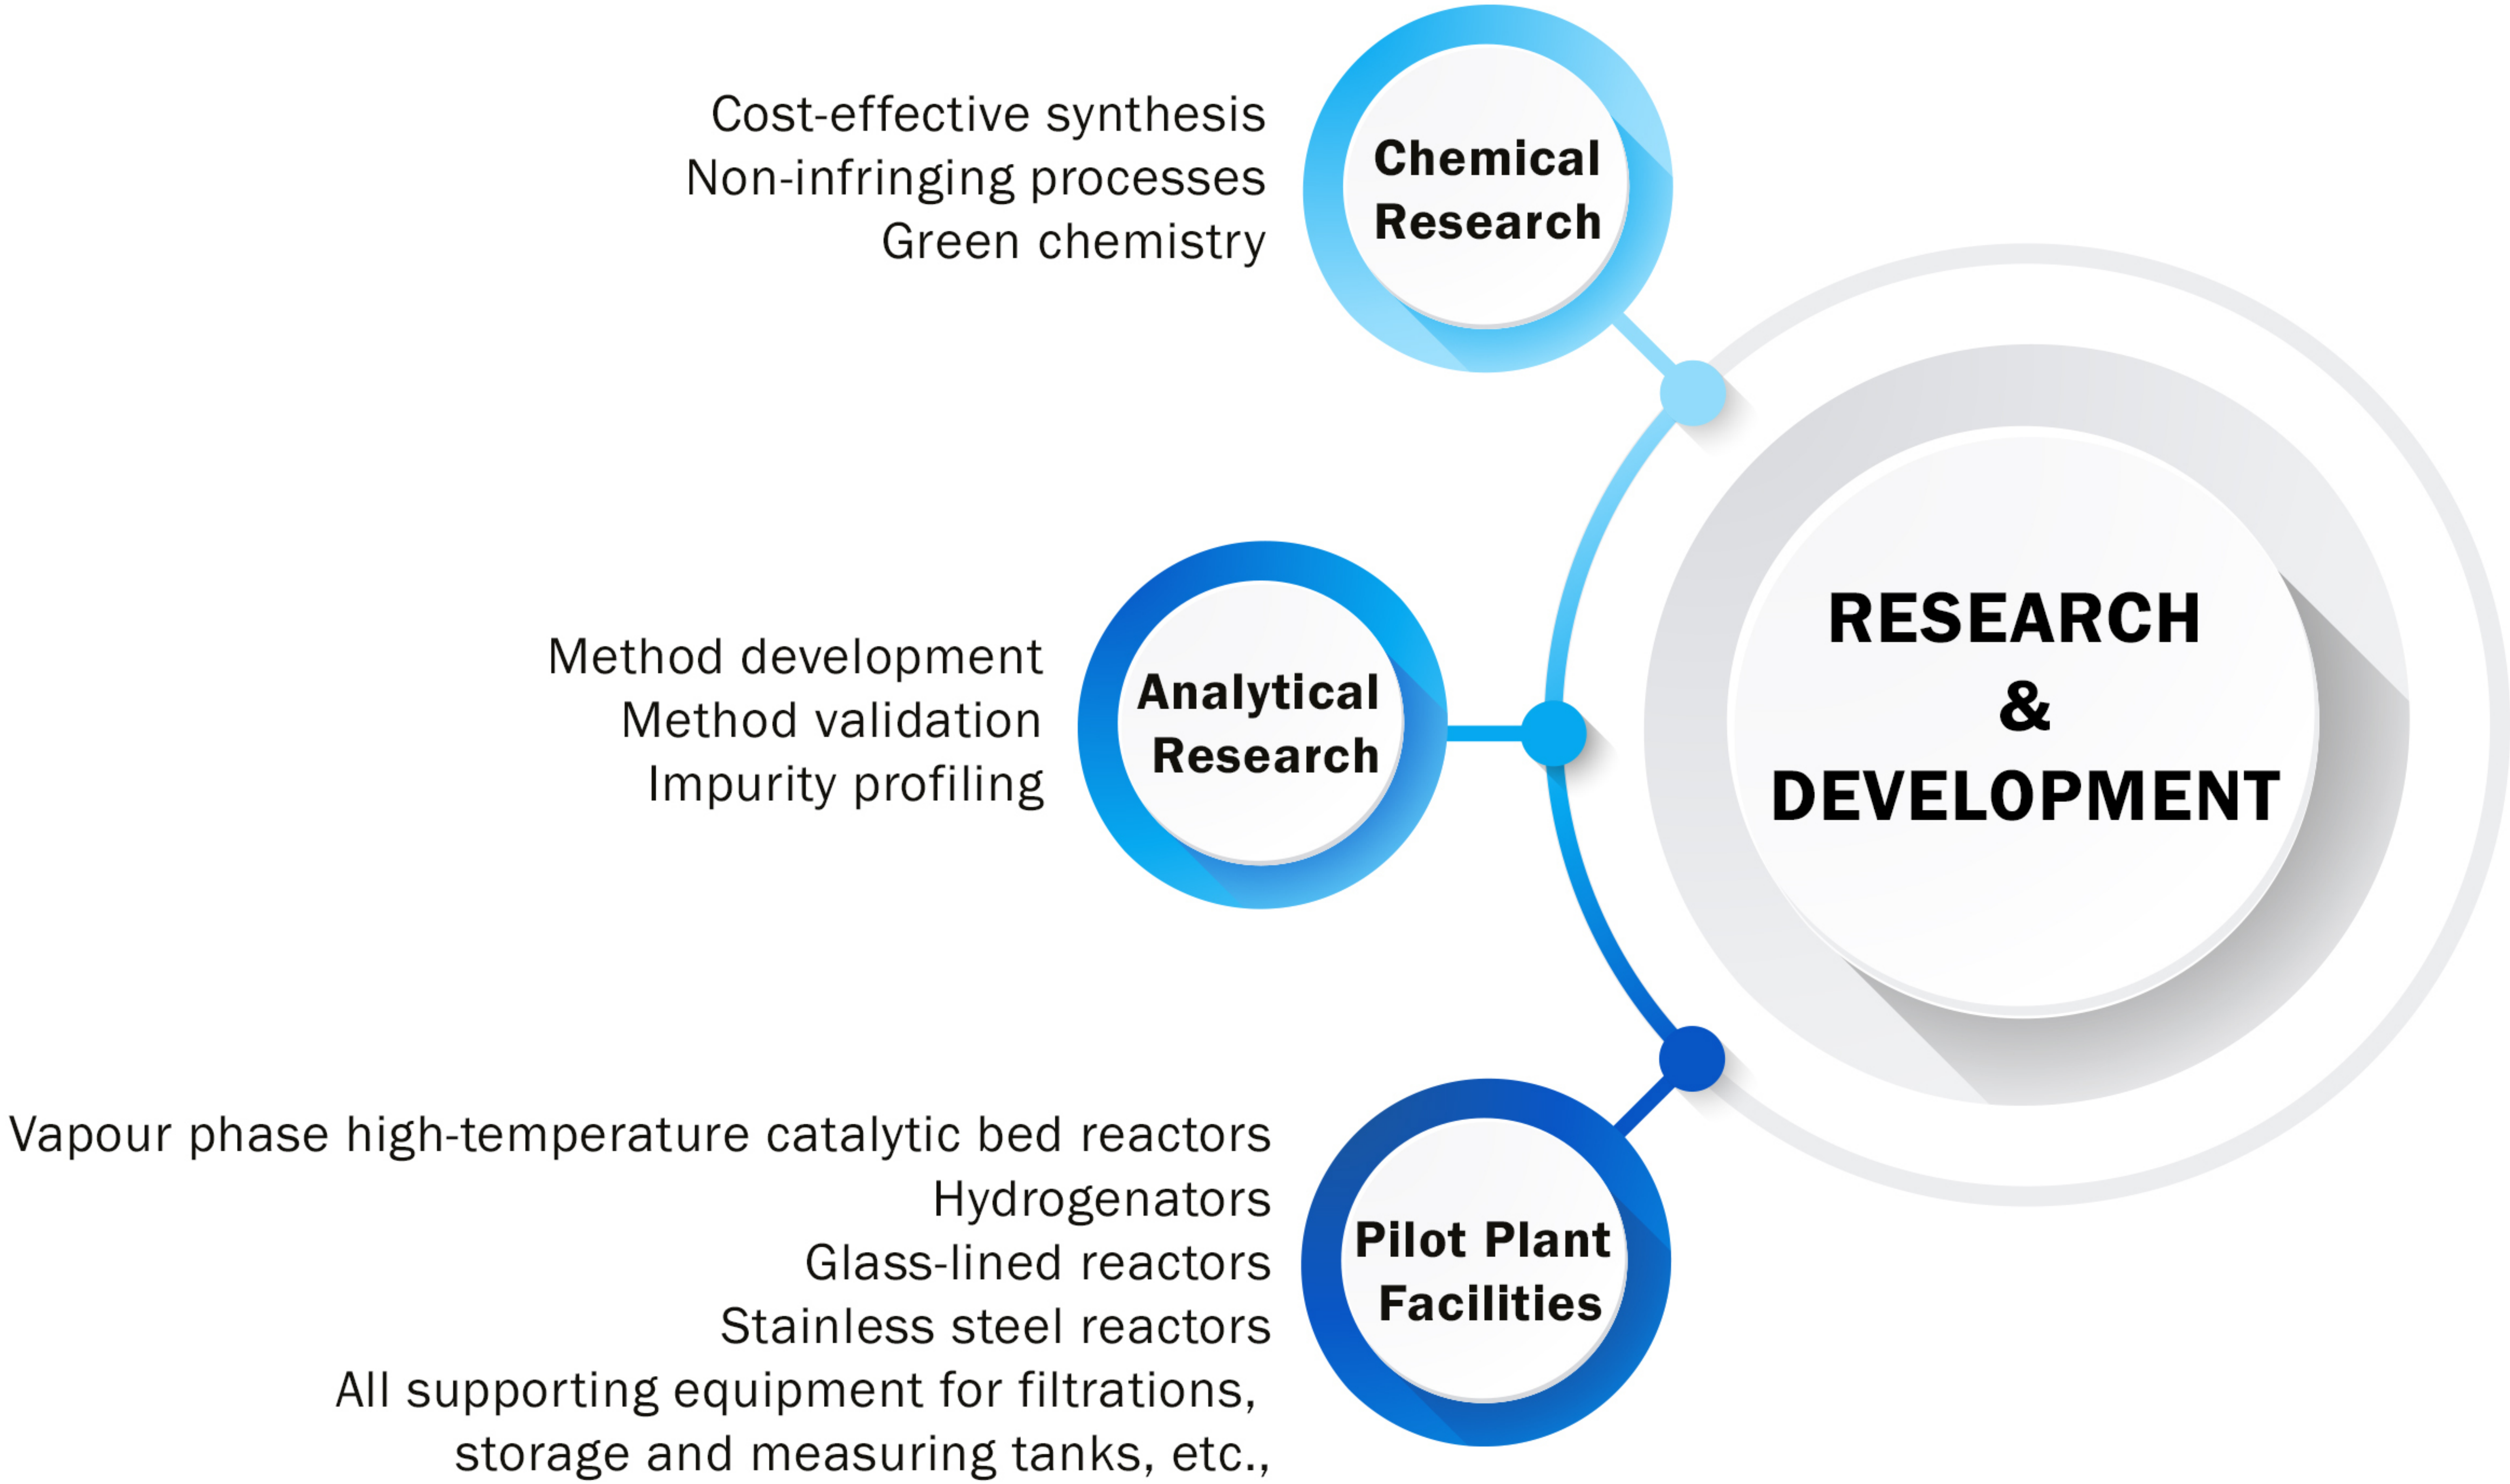 Cost-effective synthesis
Non-infringing processes
Green chemistry
Chemical
Research
Method development
Method validation
Impurity profiling
Analytical
Research
RESEARCH
&
DEVELOPMENT
Vapour phase high-temperature catalytic bed reactors
Hydrogenators
Glass-lined reactors
Stainless steel reactors
All supporting equipment for filtrations,
storage and measuring tanks, etc.,
Pilot Plant
Facilities